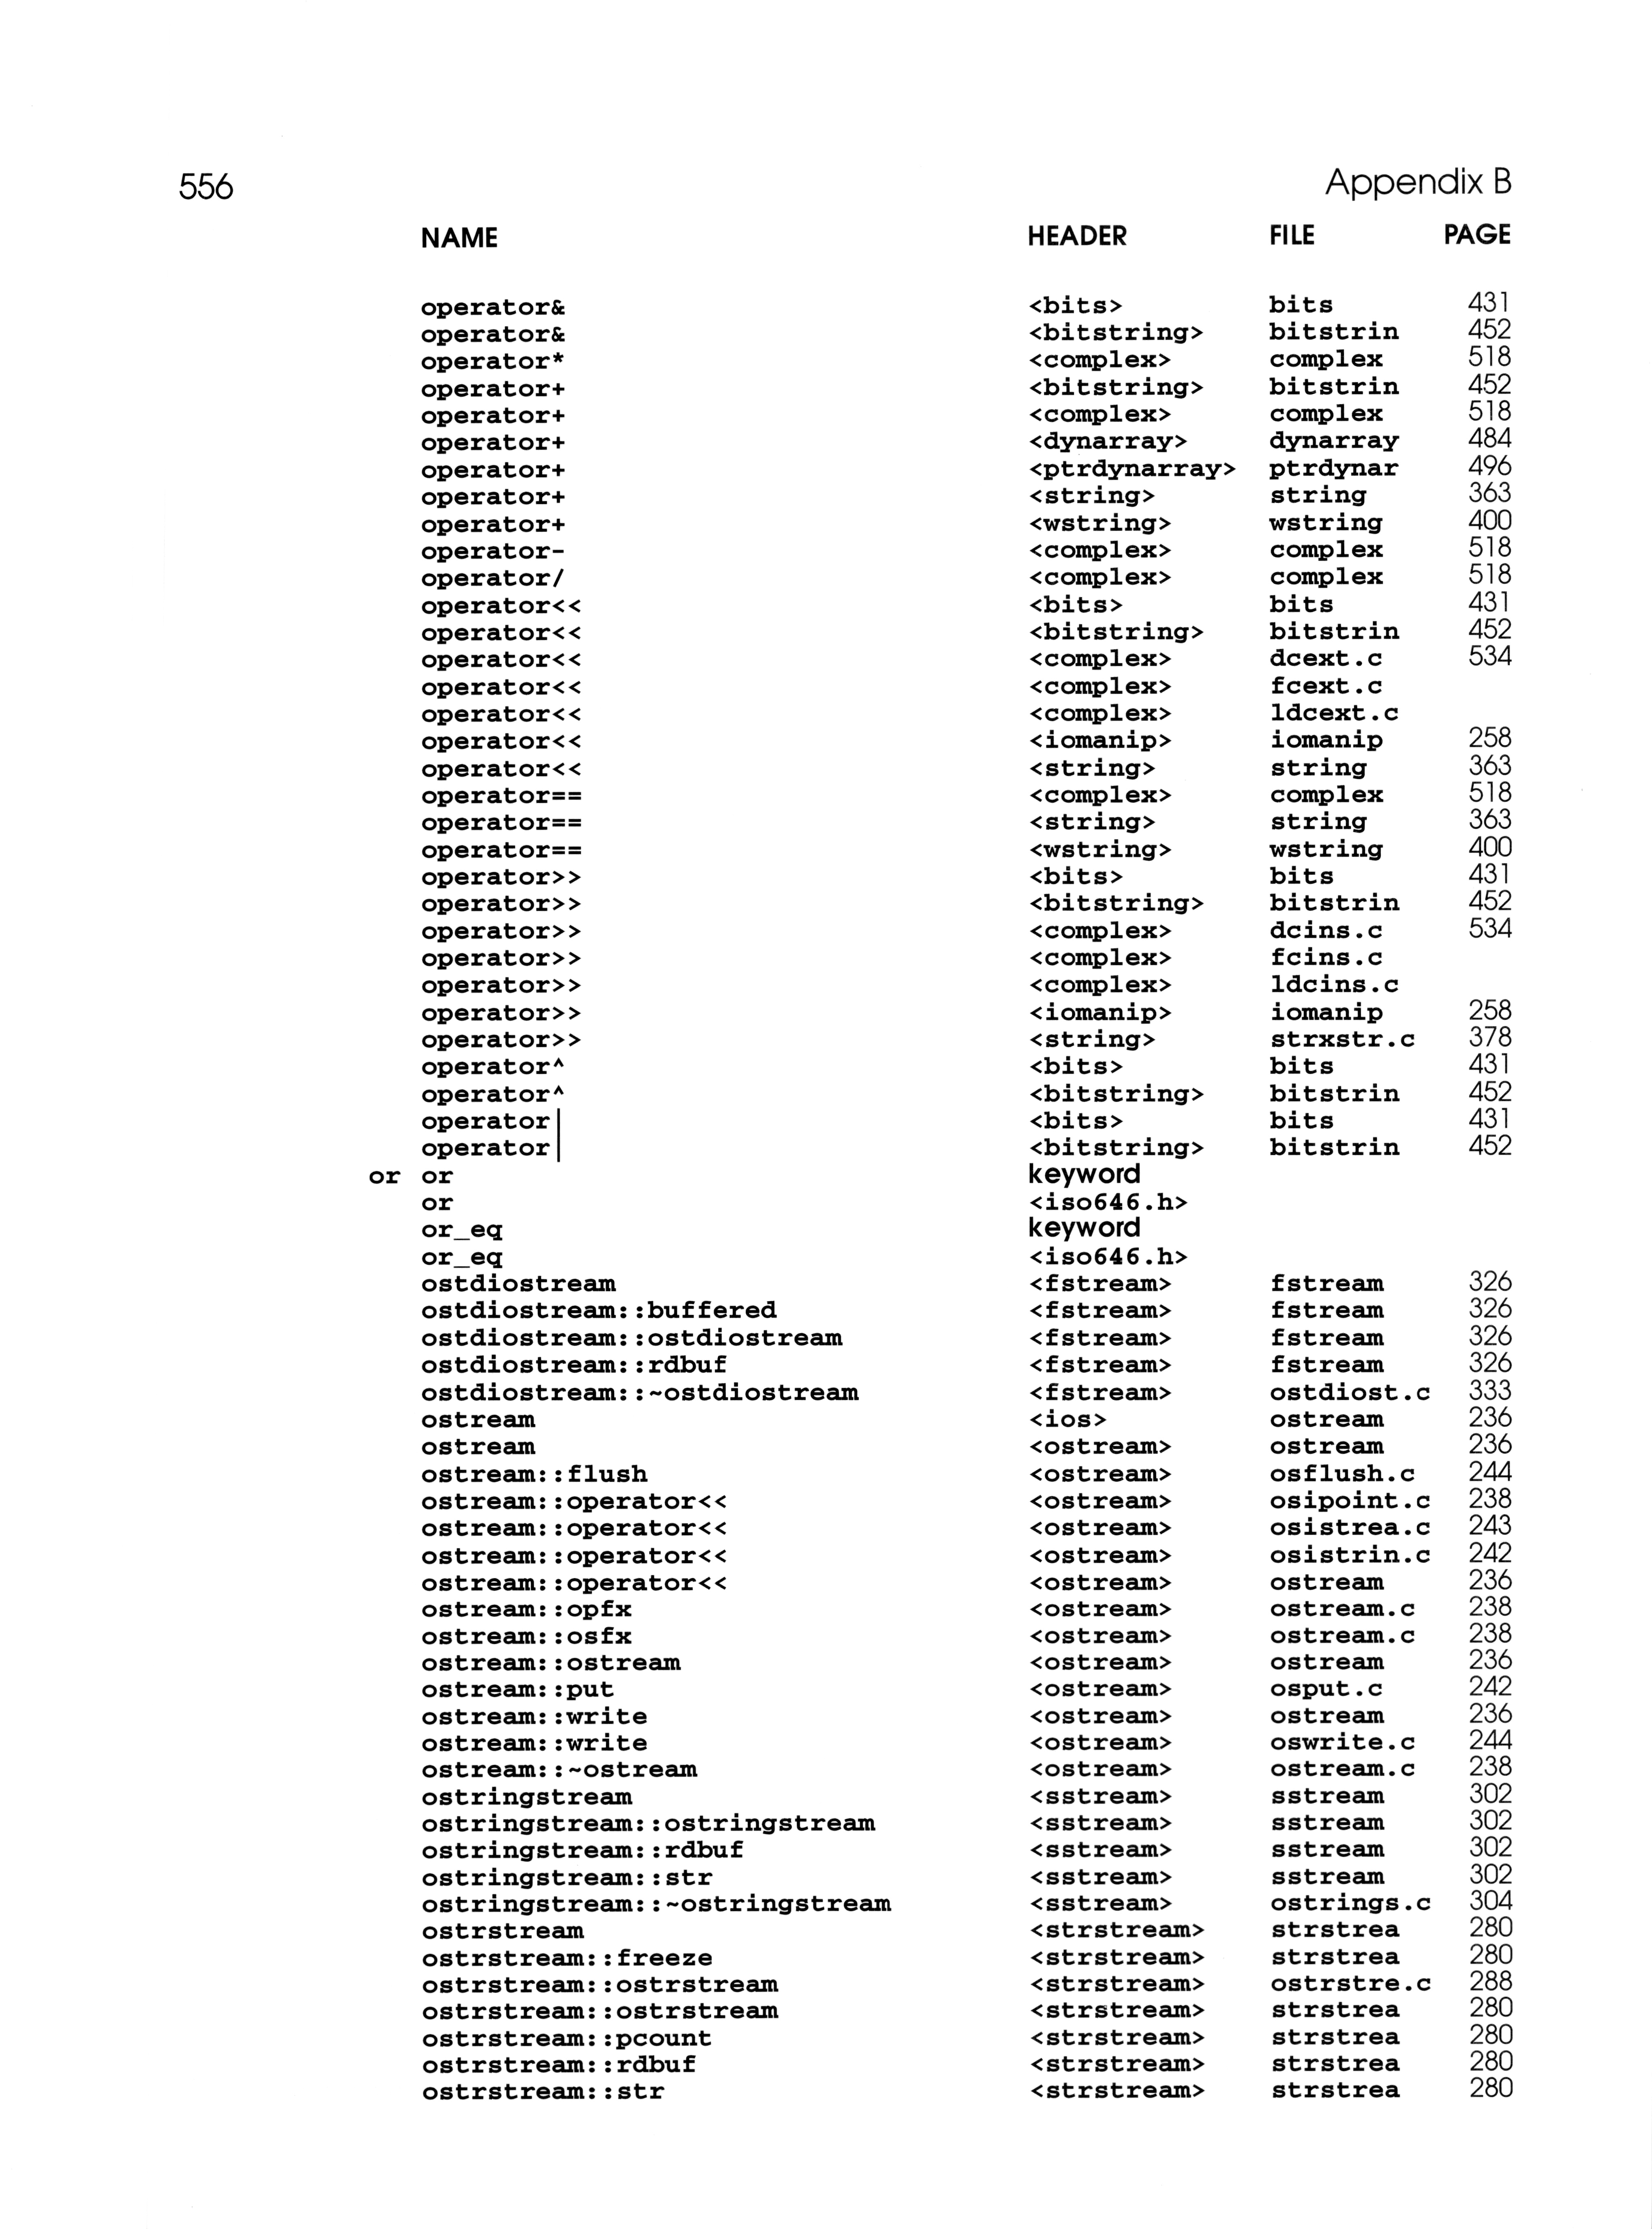 556 Appendix B
NAME HEADER FILE PAGE
operator& <bits> bits 431
operator& <bitstring> bitstrin 452
operator* <complex> complex 518
operator+ <bitstring> bitstrin 452
operator+ <complex> complex 518
operator+ <dynarray> dynarray 484
operator+ <ptrdynarray> ptrdynar 496
operator+ <string> string 363
operator+ <wstring> wstring 400
operator- <complex> complex 518
operator/ <complex> complex 518
operator<< <bits> bits 431
operator<< <bitstring> bitstrin 452
operator<< <complex> dcext.c 534
operator<< <complex> fcext.c
operator<< <complex> ldcext.c
operator<< <iomanip> iomanip 258
operator<< <string> string 363
operator== <complex> complex 518
operator== <string> string 363
operator== <wstring> wstring 400
operator>> <bits> bits 431
operator>> <bitstring> bitstrin 452
operator>> <complex> dcins.c 534
operator>> <complex> fcins.c
operator>> <complex> ldcins.c
operator>> <iomanip> iomanip 258
operator>> <string> strxstr.c 378
operator^ <bits> bits 431
operator^ <bitstring> bitstrin 452
operator| <bits> bits 431
operator| <bitstring> bitstrin 452
or or keyword
or <iso646.h>
or_eq keyword
or_eq <iso646.h>
ostdiostream <fstream> fstream 326
ostdiostream::buffered <fstream> fstream 326
ostdiostream::ostdiostream <fstream> fstream 326
ostdiostream::rdbuf <fstream> fstream 326
ostdiostream::~ostdiostream <fstream> ostdiost.c 333
ostream <ios> ostream 236
ostream <ostream> ostream 236
ostream::flush <ostream> osflush.c 244
ostream::operator<< <ostream> osipoint.c 238
ostream::operator<< <ostream> osistrea.c 243
ostream::operator<< <ostream> osistrin.c 242
ostream::operator<< <ostream> ostream 236
ostream::opfx <ostream> ostream.c 238
ostream::osfx <ostream> ostream.c 238
ostream::ostream <ostream> ostream 236
ostream::put <ostream> osput.c 242
ostream::write <ostream> ostream 236
ostream::write <ostream> oswrite.c 244
ostream::~ostream <ostream> ostream.c 238
ostringstream <sstream> sstream 302
ostringstream::ostringstream <sstream> sstream 302
ostringstream::rdbuf <sstream> sstream 302
ostringstream::str <sstream> sstream 302
ostringstream::~ostringstream <sstream> ostrings.c 304
ostrstream <strstream> strstrea 280
ostrstream::freeze <strstream> strstrea 280
ostrstream::ostrstream <strstream> ostrstre.c 288
ostrstream::ostrstream <strstream> strstrea 280
ostrstream::pcount <strstream> strstrea 280
ostrstream::rdbuf <strstream> strstrea 280
ostrstream::str <strstream> strstrea 280